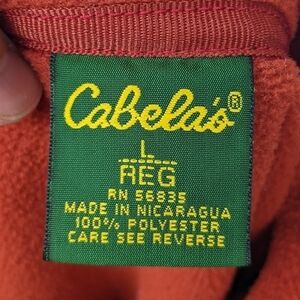 Cabela's®
L
REG
RN 56835
MADE IN NICARAGUA
100% POLYESTER
CARE SEE REVERSE